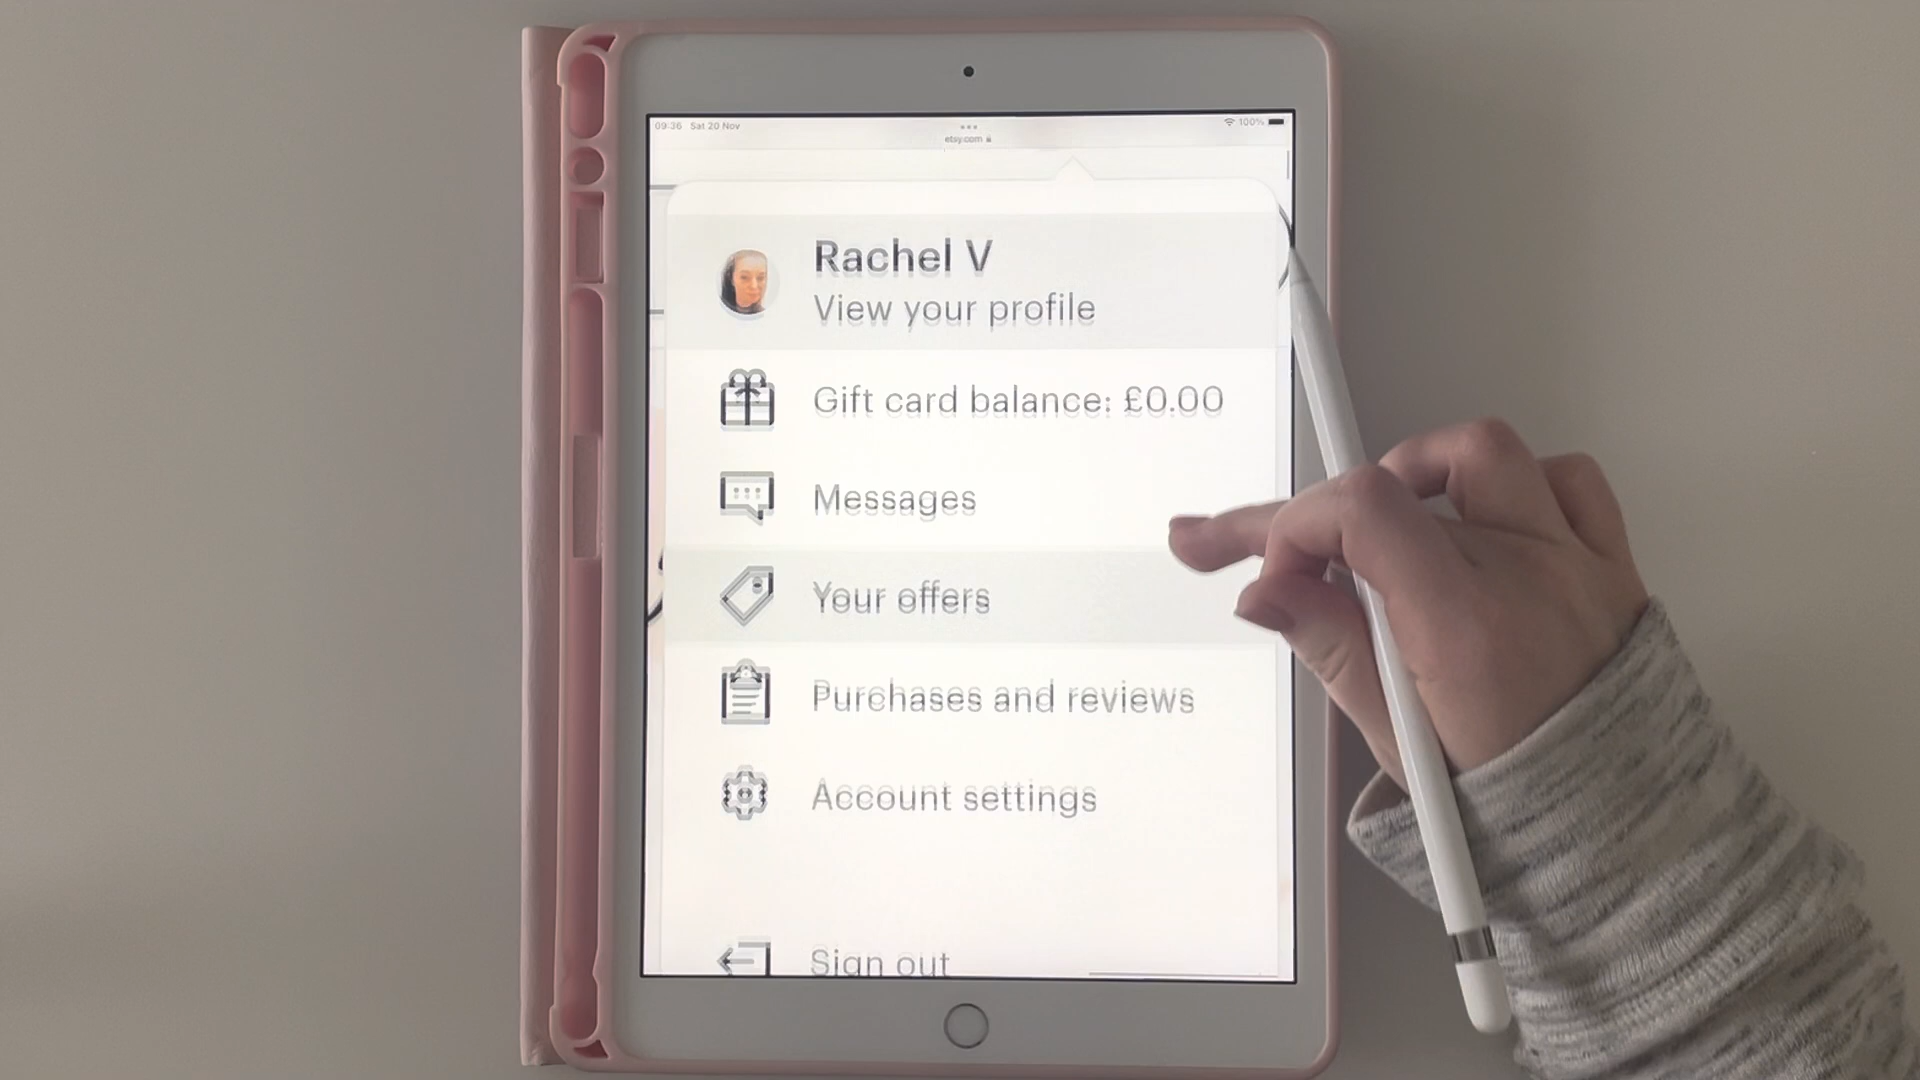 09:36 Sat 20 Nov
100%
etsy.com
Rachel V
View your profile
Gift card balance: £0.00
Messages
Your offers
Purchases and reviews
Account settings
Sign out